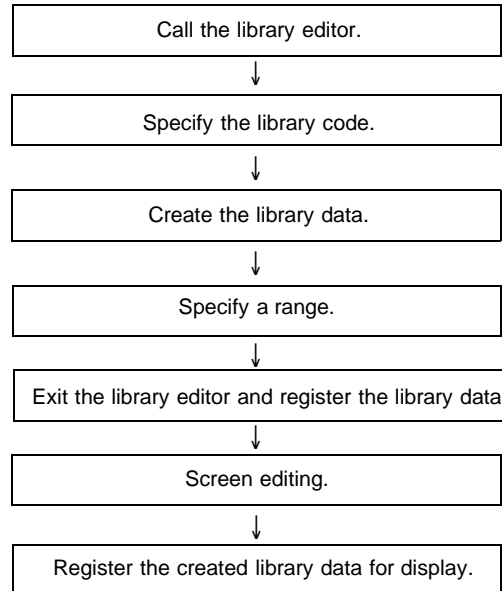 Call the library editor.
Specify the library code.
Create the library data.
Specify a range.
Exit the library editor and register the library data
Screen editing.
Register the created library data for display.